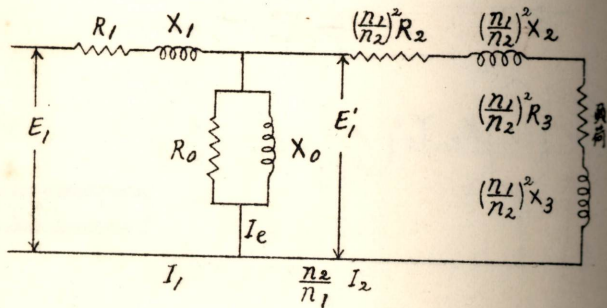 R₁ X₁ (n₁/n₂)²R₂ (n₁/n₂)²X₂
E₁ R₀ X₀ E₁′ (n₁/n₂)²R₃
(n₁/n₂)²X₃
Iₑ
I₁ n₂/n₁ I₂